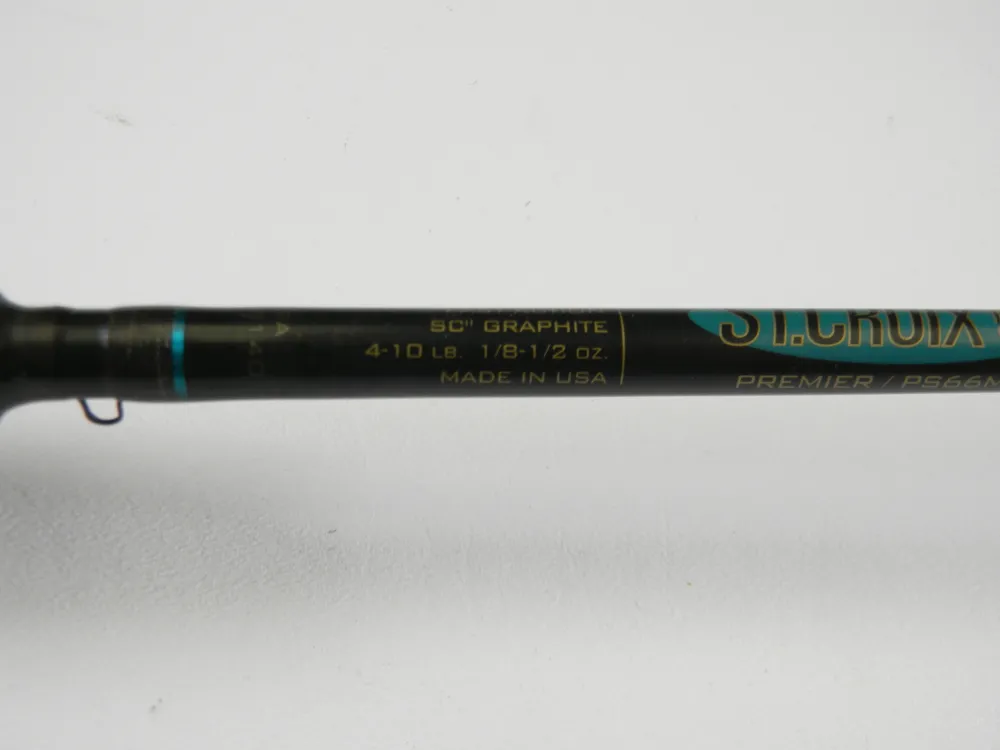 SC" GRAPHITE
4-10 LB. 1/8-1/2 OZ.
MADE IN USA
ST.CROIX
PREMIER / PS66M